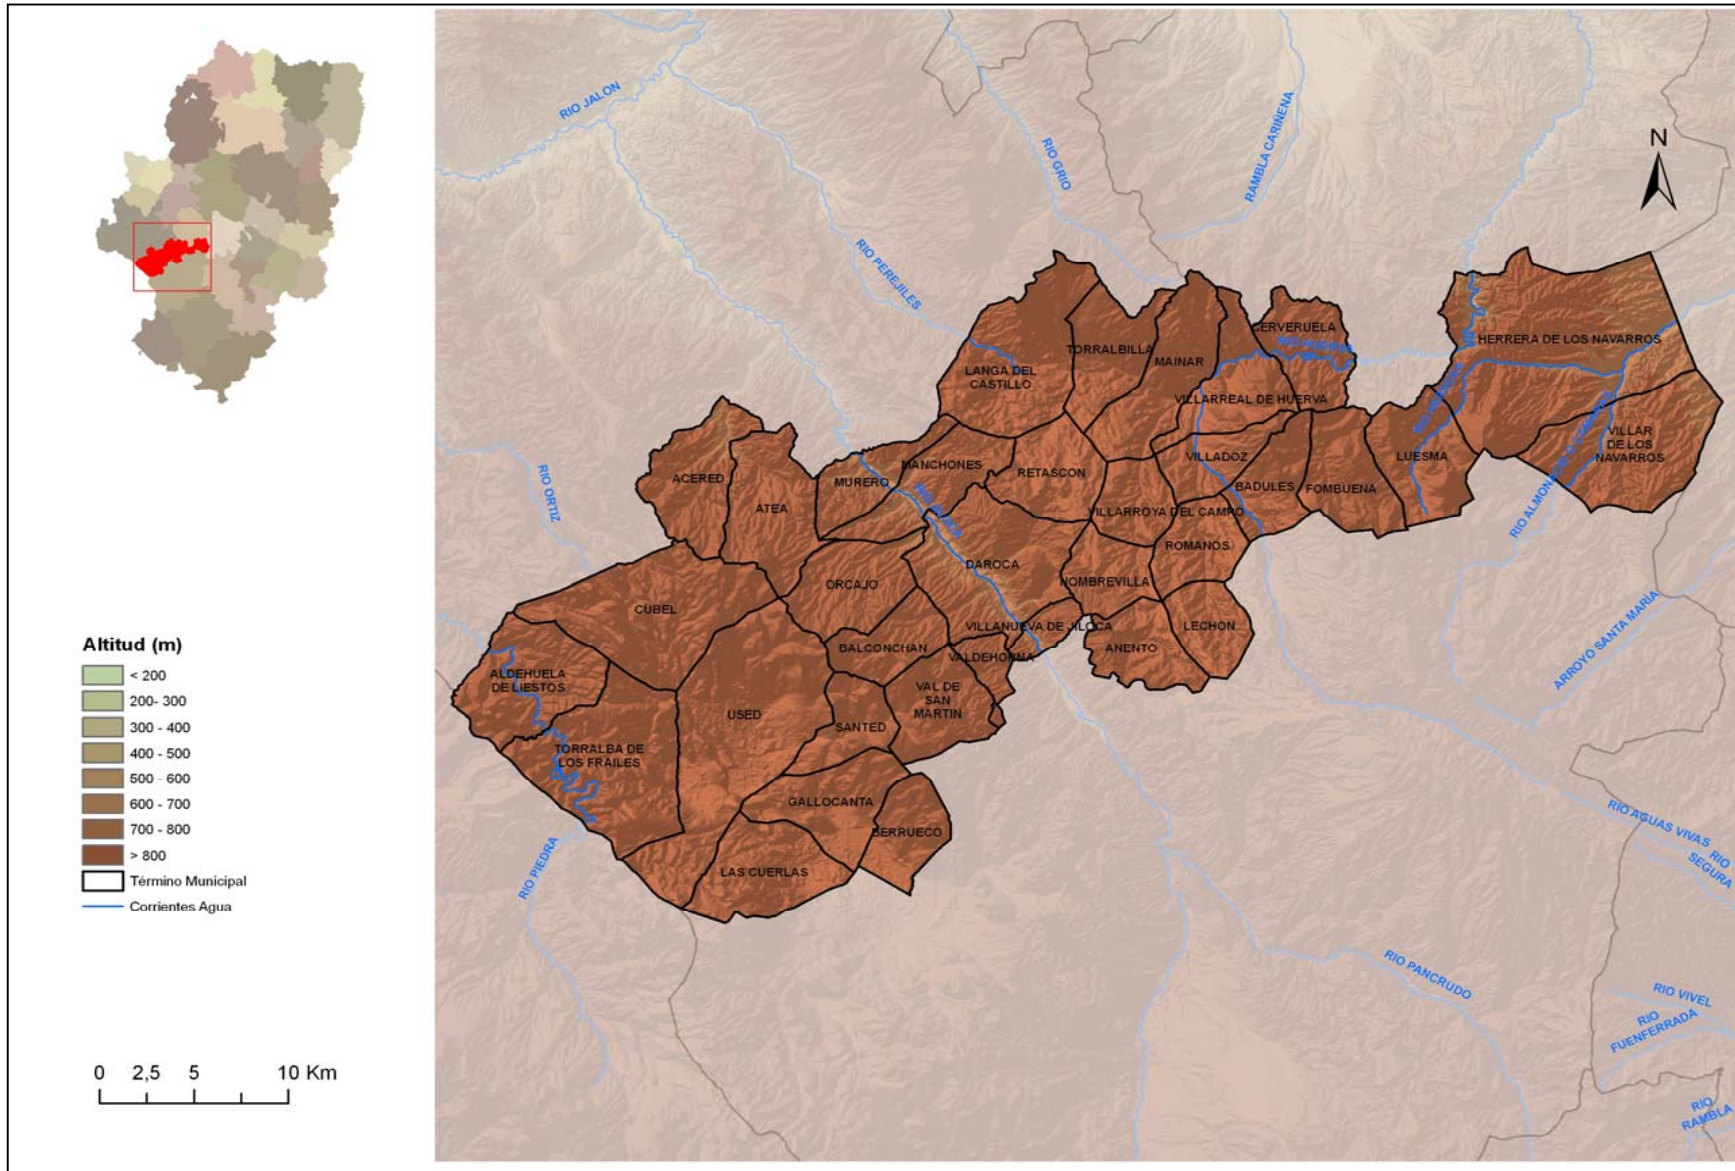 RIO JALON
RIO GRIO
RAMBLA CARIÑENA
N
RIO PEREJILES
CERVERUELA
HERRERA DE LOS NAVARROS
TORRALBILLA
MAINAR
LANGA DEL
CASTILLO
VILLARREAL DE HUERVA
VILLAR
DE LOS
NAVARROS
MANCHONES
RETASCON
VILLADOZ
LUESMA
ACERED
MURERO
BADULES
FOMBUENA
RIO ORTIZ
ATEA
VILLARROYA DEL CAMPO
ROMANOS
DAROCA
ORCAJO
NOMBREVILLA
CUBEL
VILLANUEVA DE JILOCA
LECHON
ARROYO SANTA MARIA
BALCONCHAN
VALDEHORNA
ANENTO
ALDEHUELA
DE LIESTOS
VAL DE
SAN
MARTIN
USED
SANTED
TORRALBA DE
LOS FRAILES
GALLOCANTA
BERRUECO
LAS CUERLAS
RIO PIEDRA
RIO AGUAS VIVAS
RIO
SEGURA
RIO PANCRUDO
RIO VIVEL
RIO
FUENFERRADA
RIO
RAMBLA
Altitud (m)
< 200
200- 300
300 - 400
400 - 500
500 - 600
600 - 700
700 - 800
> 800
Término Municipal
Corrientes Agua
0 2,5 5 10 Km